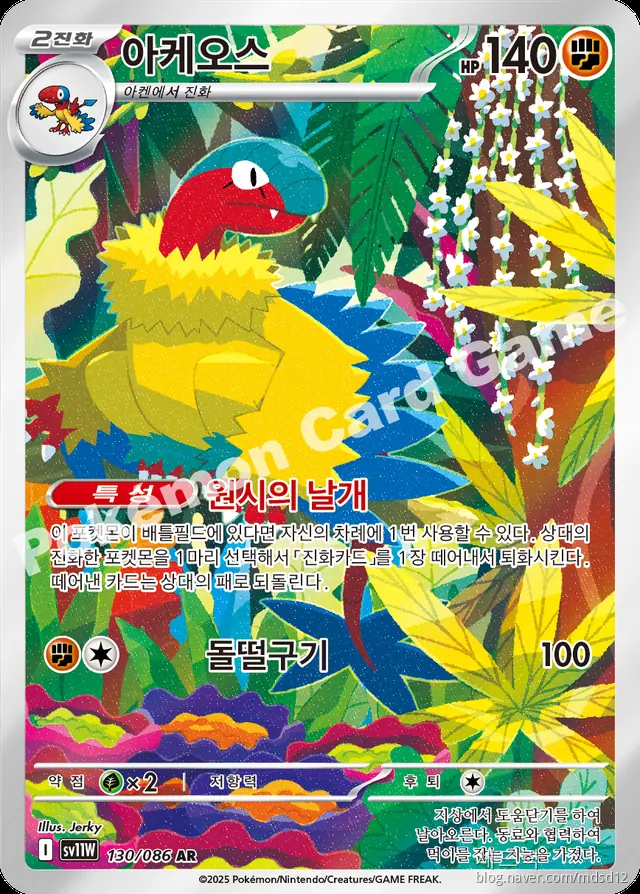 2진화
아케오스
HP 140
아켄에서 진화
Pokémon Card Game
특성 원시의 날개
이 포켓몬이 배틀필드에 있다면 자신의 차례에 1번 사용할 수 있다. 상대의
진화한 포켓몬을 1마리 선택해서 「진화카드」를 1장 떼어내서 퇴화시킨다.
떼어낸 카드는 상대의 패로 되돌린다.
돌떨구기 100
약점 ×2 저항력 후퇴
지상에서 도움닫기를 하여
날아오른다. 동료와 협력하여
먹이를 잡는 지능을 가졌다.
Illus. Jerky
I sv11W 130/086 AR
©2025 Pokémon/Nintendo/Creatures/GAME FREAK.
blog.naver.com/mdsd12